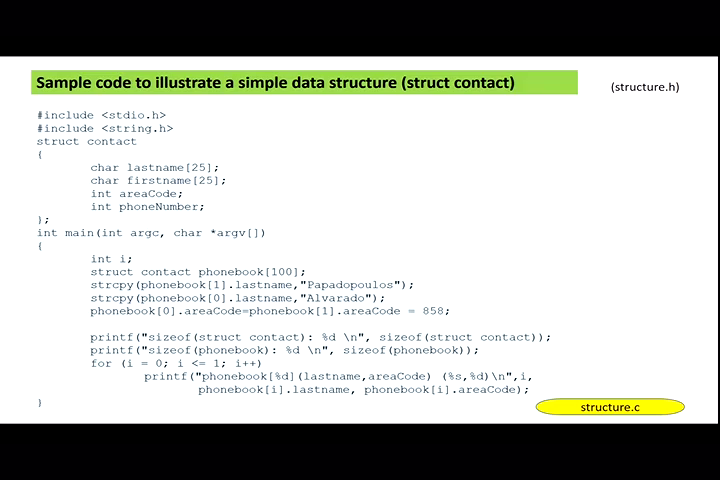 Sample code to illustrate a simple data structure (struct contact)
(structure.h)
#include <stdio.h>
#include <string.h>
struct contact
{
char lastname[25];
char firstname[25];
int areaCode;
int phoneNumber;
};
int main(int argc, char *argv[])
{
int i;
struct contact phonebook[100];
strcpy(phonebook[1].lastname,"Papadopoulos");
strcpy(phonebook[0].lastname,"Alvarado");
phonebook[0].areaCode=phonebook[1].areaCode = 858;
printf("sizeof(struct contact): %d \n", sizeof(struct contact));
printf("sizeof(phonebook): %d \n", sizeof(phonebook));
for (i = 0; i <= 1; i++)
printf("phonebook[%d](lastname,areaCode) (%s,%d)\n",i,
phonebook[i].lastname, phonebook[i].areaCode);
}
structure.c